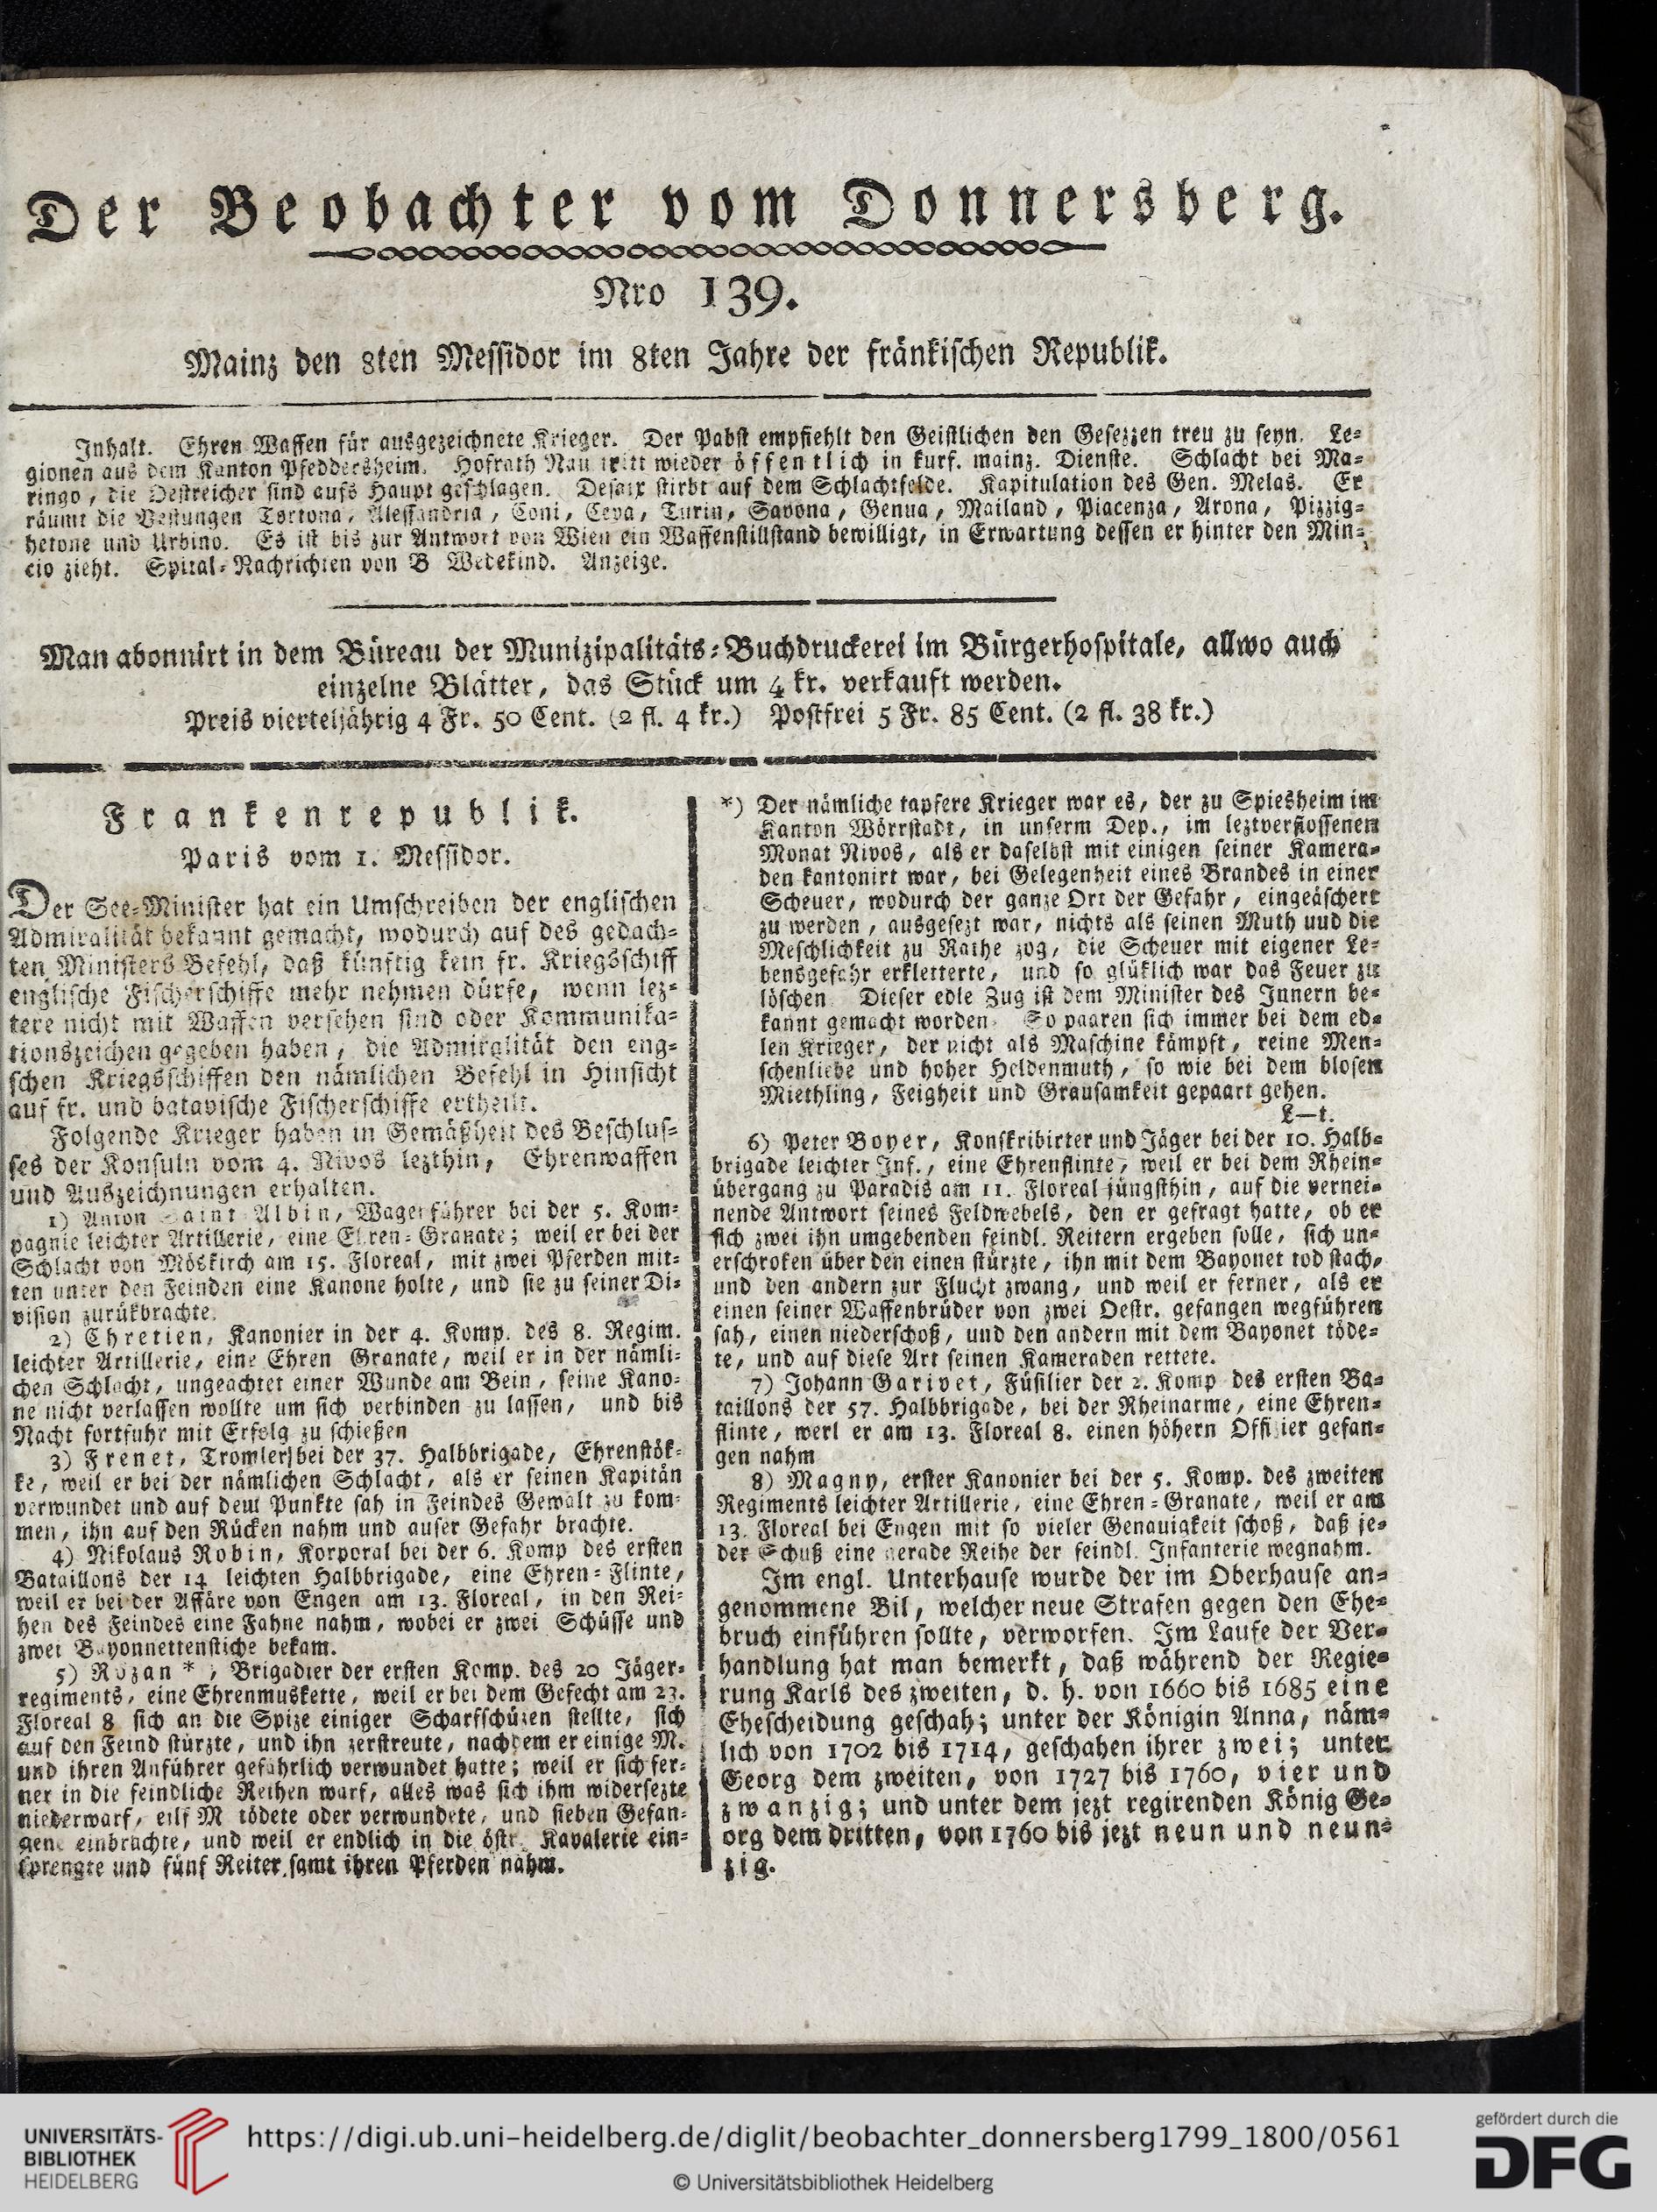 Der Beobachter vom Donnersberg.
Nro 139.
Mainz den 8ten Messidor im 8ten Jahre der fränkischen Republik.
Inhalt. Ehren Waffen für ausgezeichnete Krieger. Der Pabst empfiehlt den Geistlichen den Gesezzen treu zu seyn. Le-
gionen aus dem Kanton Pfeddersheim. Hofrath Nau tritt wieder öffentlich in kurf. mainz. Dienste. Schlacht bei Ma-
ringo, die Oestreicher sind aufs Haupt geschlagen. Desaix stirbt auf dem Schlachtfelde. Kapitulation des Gen. Melas. Er
räumt die Vestungen Tortona, Alessandria, Coni, Ceva, Turin, Savona, Genua, Mailand, Piacenza, Arona, Pizzig-
hetone und Urbino. Es ist bis zur Antwort von Wien ein Waffenstillstand bewilligt, in Erwartung dessen er hinter den Min-
cio zieht. Spital-Nachrichten von B Wedekind. Anzeige.
Man abonnirt in dem Büreau der Munizipalitäts-Buchdruckerei im Bürgerhospitale, allwo auch
einzelne Blätter, das Stück um 4 kr. verkauft werden.
Preis vierteljährig 4 Fr. 50 Cent. (2 fl. 4 kr.) Postfrei 5 Fr. 85 Cent. (2 fl. 38 kr.)
Frankenrepublik.
Paris vom 1. Messidor.
Der See-Minister hat ein Umschreiben der englischen
Admiralität bekannt gemacht, wodurch auf des gedach-
ten Ministers Befehl, daß künftig kein fr. Kriegsschiff
englische Fischerschiffe mehr nehmen dürfe, wenn lez-
tere nicht mit Waffen versehen sind oder Kommunika-
tionszeichen gegeben haben, die Admiralität den eng-
schen Kriegsschiffen den nämlichen Befehl in Hinsicht
auf fr. und batavische Fischerschiffe ertheilt.
Folgende Krieger haben in Gemäßheit des Beschlus-
ses der Konsuln vom 4. Nivos lezthin, Ehrenwaffen
und Auszeichnungen erhalten.
1) Anton Saint Albin, Wagenführer bei der 5. Kom-
pagnie leichter Artillerie, eine Ehren-Granate; weil er bei der
Schlacht von Möskirch am 15. Floreal, mit zwei Pferden mit-
ten unter den Feinden eine Kanone holte, und sie zu seiner Di-
vision zurükbrachte.
2) Chretien, Kanonier in der 4. Komp. des 8. Regim.
leichter Artillerie, eine Ehren Granate, weil er in der nämli-
chen Schlacht, ungeachtet einer Wunde am Bein, seine Kano-
ne nicht verlassen wollte um sich verbinden zu lassen, und bis
Nacht fortfuhr mit Erfolg zu schießen
3) Frenet, Tromler bei der 37. Halbbrigade, Ehrenstök-
ke, weil er bei der nämlichen Schlacht, als er seinen Kapitän
verwundet und auf dem Punkte sah in Feindes Gewalt zu kom-
men, ihn auf den Rücken nahm und auser Gefahr brachte.
4) Nikolaus Robin, Korporal bei der 6. Komp des ersten
Bataillons der 14 leichten Halbbrigade, eine Ehren-Flinte,
weil er bei der Affäre von Engen am 13. Floreal, in den Rei-
hen des Feindes eine Fahne nahm, wobei er zwei Schüsse und
zwei Bayonnettenstiche bekam.
5) Rozan *, Brigadier der ersten Komp. des 20 Jäger-
regiments, eine Ehrenmuskette, weil er bei dem Gefecht am 23.
Floreal 8 sich an die Spize einiger Scharfschüzen stellte, sich
auf den Feind stürzte, und ihn zerstreute, nachdem er einige M.
und ihren Anführer gefährlich verwundet hatte; weil er sich fer-
ner in die feindliche Reihen warf, alles was sich ihm widersezte
niederwarf, eilf M tödete oder verwundete, und sieben Gefan-
gene einbrachte, und weil er endlich in die östr. Kavalerie ein-
sprengte und fünf Reiter samt ihren Pferden nahm.
*) Der nämliche tapfere Krieger war es, der zu Spiesheim im
Kanton Wörrstadt, in unserm Dep., im leztverflossenen
Monat Nivos, als er daselbst mit einigen seiner Kamera-
den kantonirt war, bei Gelegenheit eines Brandes in einer
Scheuer, wodurch der ganze Ort der Gefahr, eingeäschert
zu werden, ausgesezt war, nichts als seinen Muth uud die
Meschlichkeit zu Rathe zog, die Scheuer mit eigener Le-
bensgefahr erkletterte, und so glüklich war das Feuer zu
löschen Dieser edle Zug ist dem Minister des Innern be-
kannt gemacht worden. So paaren sich immer bei dem ed-
len Krieger, der nicht als Maschine kämpft, reine Men-
schenliebe und hoher Heldenmuth, so wie bei dem blosen
Miethling, Feigheit und Grausamkeit gepaart gehen.
L—t.
6) Peter Boyer, Konskribirter und Jäger bei der 10. Halb-
brigade leichter Inf., eine Ehrenflinte, weil er bei dem Rhein-
übergang zu Paradis am 11. Floreal jüngsthin, auf die vernei-
nende Antwort seines Feldwebels, den er gefragt hatte, ob er
sich zwei ihn umgebenden feindl. Reitern ergeben solle, sich un-
erschroken über den einen stürzte, ihn mit dem Bayonet tod stach,
und den andern zur Flucht zwang, und weil er ferner, als er
einen seiner Waffenbrüder von zwei Oestr. gefangen wegführen
sah, einen niederschoß, und den andern mit dem Bayonet töde-
te, und auf diese Art seinen Kameraden rettete.
7) Johann Garivet, Füsilier der 2. Komp des ersten Ba-
taillons der 57. Halbbrigade, bei der Rheinarme, eine Ehren-
flinte, werl er am 13. Floreal 8. einen höhern Offizier gefan-
gen nahm
8) Magny, erster Kanonier bei der 5. Komp. des zweiten
Regiments leichter Artillerie, eine Ehren-Granate, weil er am
13. Floreal bei Engen mit so vieler Genauigkeit schoß, daß je-
der Schuß eine gerade Reihe der feindl. Infanterie wegnahm.
Im engl. Unterhause wurde der im Oberhause an-
genommene Bil, welcher neue Strafen gegen den Ehe-
bruch einführen sollte, verworfen. Im Laufe der Ver-
handlung hat man bemerkt, daß während der Regie-
rung Karls des zweiten, d. h. von 1660 bis 1685 eine
Ehescheidung geschah; unter der Königin Anna, näm-
lich von 1702 bis 1714, geschahen ihrer zwei; unter
Georg dem zweiten, von 1727 bis 1760, vier und
zwanzig; und unter dem jezt regirenden König Ge-
org dem dritten, von 1760 bis jezt neun und neun-
zig.
UNIVERSITÄTS-
BIBLIOTHEK
HEIDELBERG
https://digi.ub.uni-heidelberg.de/diglit/beobachter_donnersberg1799_1800/0561
© Universitätsbibliothek Heidelberg
gefördert durch die
DFG